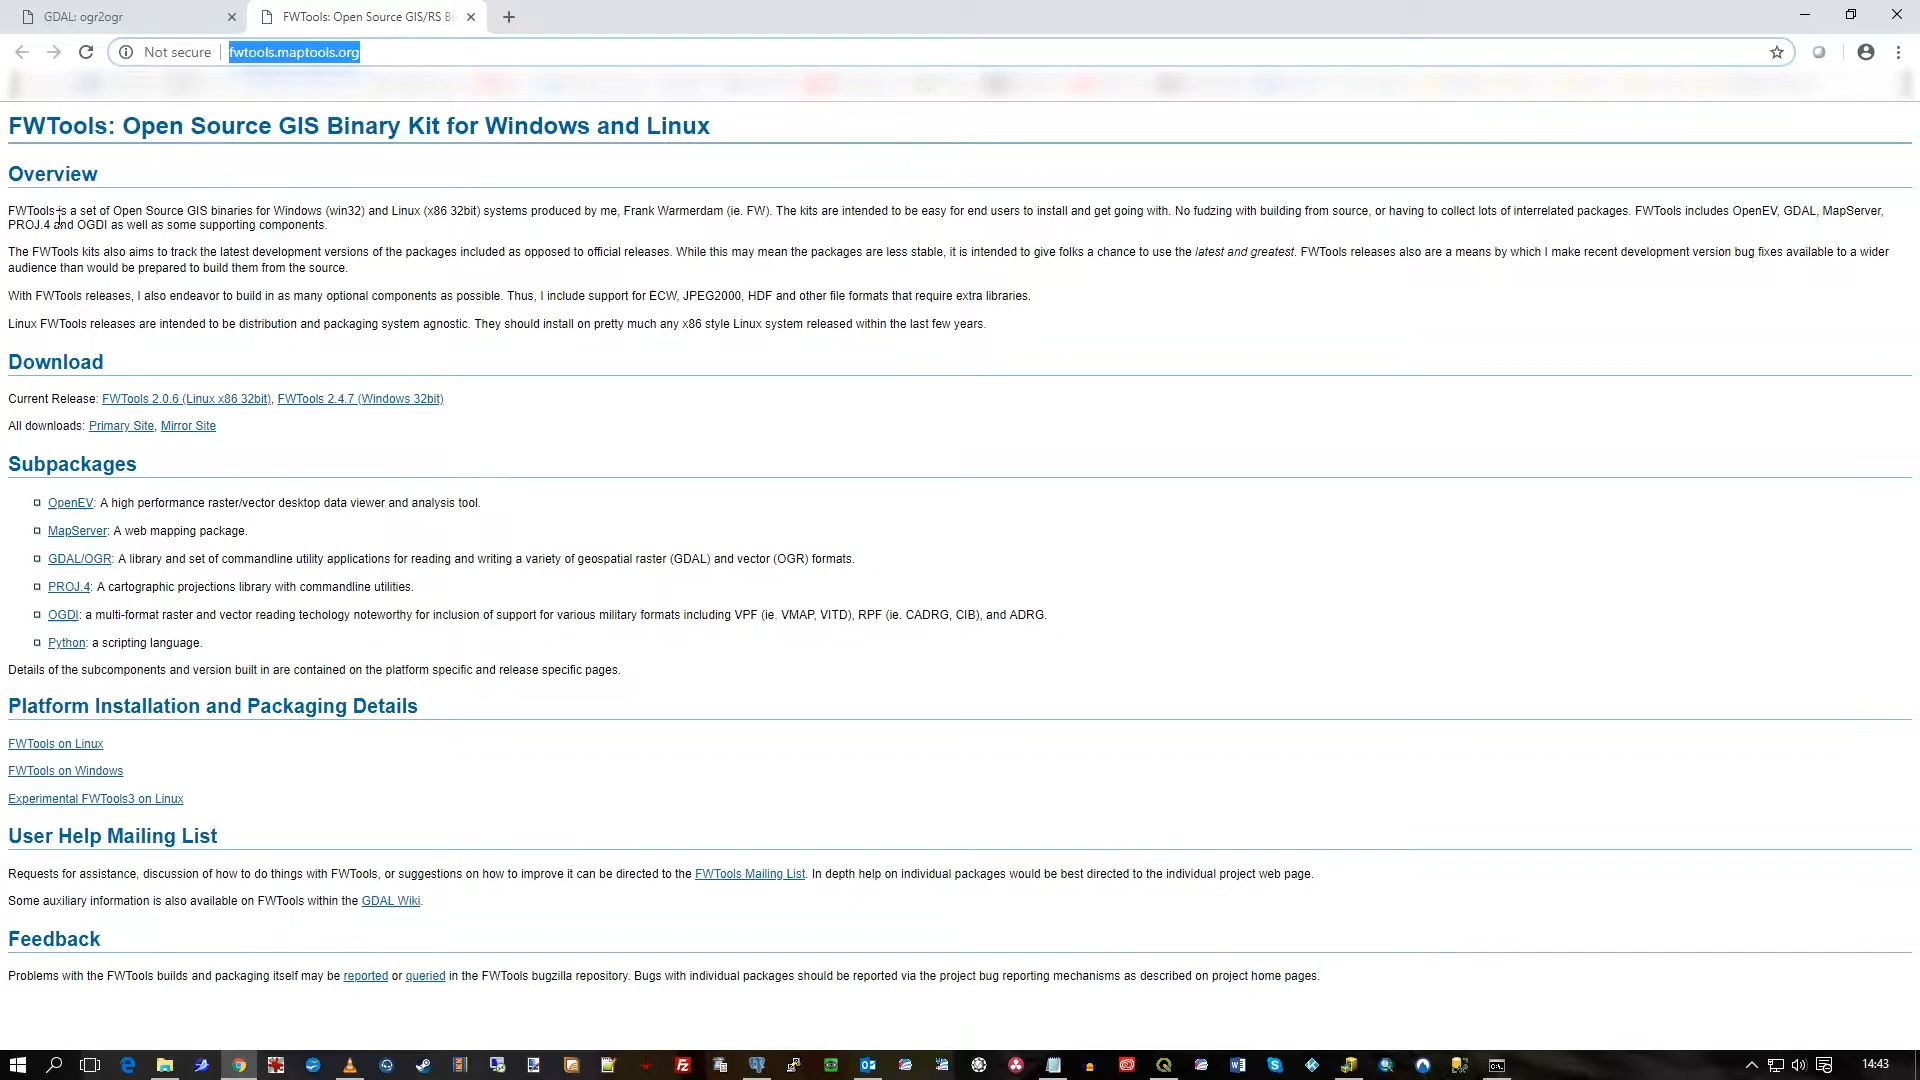 GDAL: ogr2ogr
FWTools: Open Source GIS/RS Bi
Not secure
fwtools.maptools.org
FWTools: Open Source GIS Binary Kit for Windows and Linux
Overview
FWTools is a set of Open Source GIS binaries for Windows (win32) and Linux (x86 32bit) systems produced by me, Frank Warmerdam (ie. FW). The kits are intended to be easy for end users to install and get going with. No fudzing with building from source, or having to collect lots of interrelated packages. FWTools includes OpenEV, GDAL, MapServer,
PROJ.4 and OGDI as well as some supporting components.
The FWTools kits also aims to track the latest development versions of the packages included as opposed to official releases. While this may mean the packages are less stable, it is intended to give folks a chance to use the latest and greatest. FWTools releases also are a means by which I make recent development version bug fixes available to a wider
audience than would be prepared to build them from the source.
With FWTools releases, I also endeavor to build in as many optional components as possible. Thus, I include support for ECW, JPEG2000, HDF and other file formats that require extra libraries.
Linux FWTools releases are intended to be distribution and packaging system agnostic. They should install on pretty much any x86 style Linux system released within the last few years.
Download
Current Release: FWTools 2.0.6 (Linux x86 32bit), FWTools 2.4.7 (Windows 32bit)
All downloads: Primary Site, Mirror Site
Subpackages
OpenEV: A high performance raster/vector desktop data viewer and analysis tool.
MapServer: A web mapping package.
GDAL/OGR: A library and set of commandline utility applications for reading and writing a variety of geospatial raster (GDAL) and vector (OGR) formats.
PROJ.4: A cartographic projections library with commandline utilities.
OGDI: a multi-format raster and vector reading techology noteworthy for inclusion of support for various military formats including VPF (ie. VMAP, VITD), RPF (ie. CADRG, CIB), and ADRG.
Python: a scripting language.
Details of the subcomponents and version built in are contained on the platform specific and release specific pages.
Platform Installation and Packaging Details
FWTools on Linux
FWTools on Windows
Experimental FWTools3 on Linux
User Help Mailing List
Requests for assistance, discussion of how to do things with FWTools, or suggestions on how to improve it can be directed to the FWTools Mailing List. In depth help on individual packages would be best directed to the individual project web page.
Some auxiliary information is also available on FWTools within the GDAL Wiki.
Feedback
Problems with the FWTools builds and packaging itself may be reported or queried in the FWTools bugzilla repository. Bugs with individual packages should be reported via the project bug reporting mechanisms as described on project home pages.
14:43